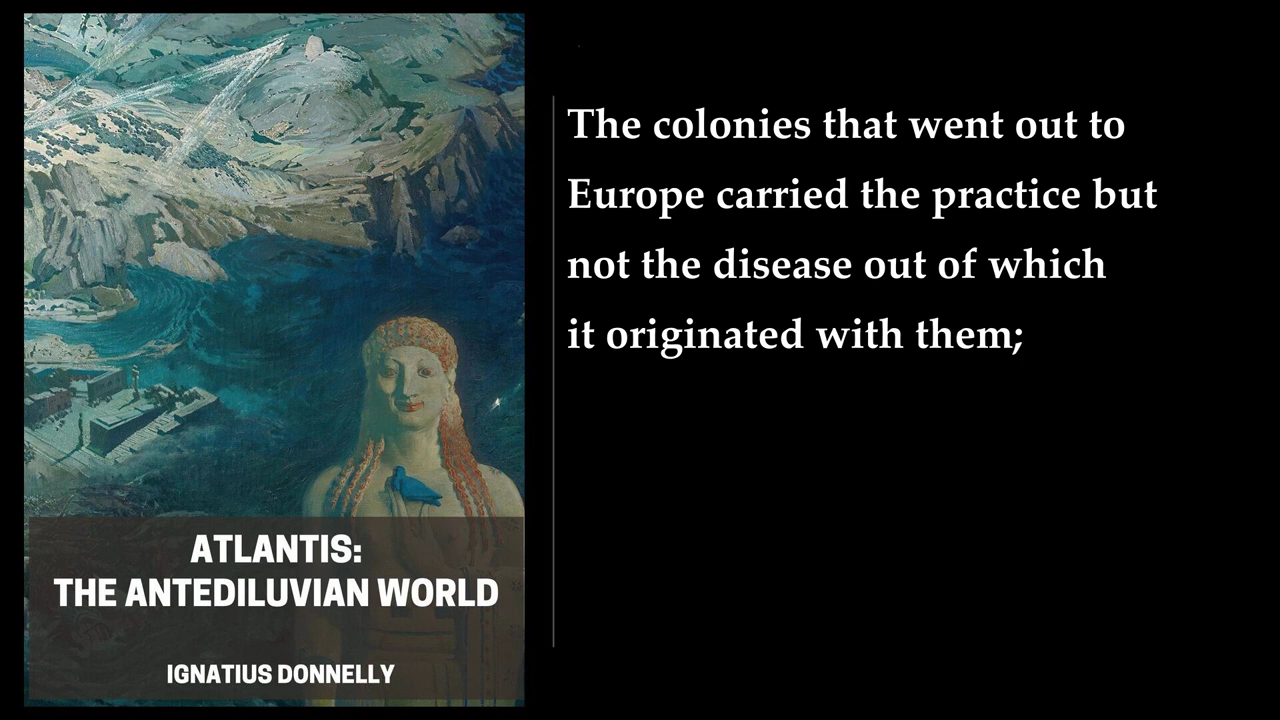 ATLANTIS:
THE ANTEDILUVIAN WORLD
IGNATIUS DONNELLY
The colonies that went out to
Europe carried the practice but
not the disease out of which
it originated with them;